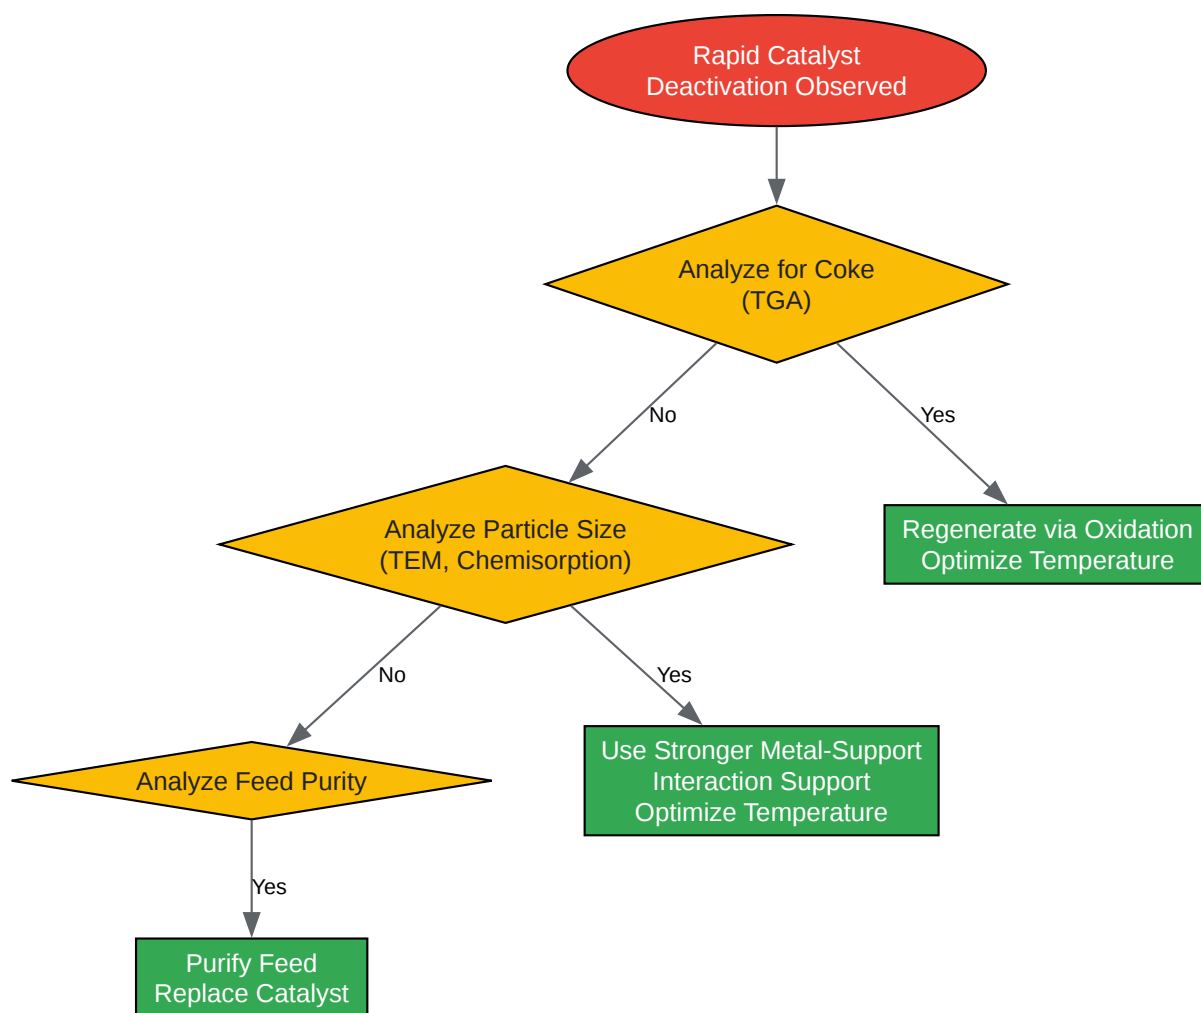 Rapid Catalyst
Deactivation Observed
Analyze for Coke
(TGA)
No
Yes
Analyze Particle Size
(TEM, Chemisorption)
Regenerate via Oxidation
Optimize Temperature
No
Yes
Analyze Feed Purity
Use Stronger Metal-Support
Interaction Support
Optimize Temperature
Yes
Purify Feed
Replace Catalyst